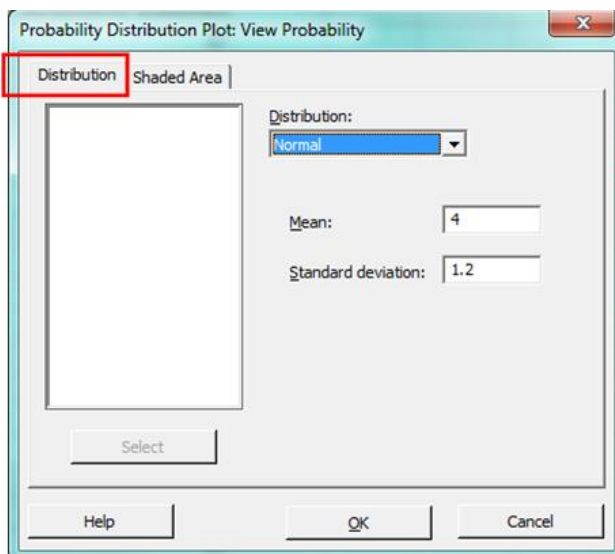 Probability Distribution Plot: View Probability
Distribution Shaded Area
Distribution:
Normal
Mean: 4
Standard deviation: 1.2
Select
Help OK Cancel